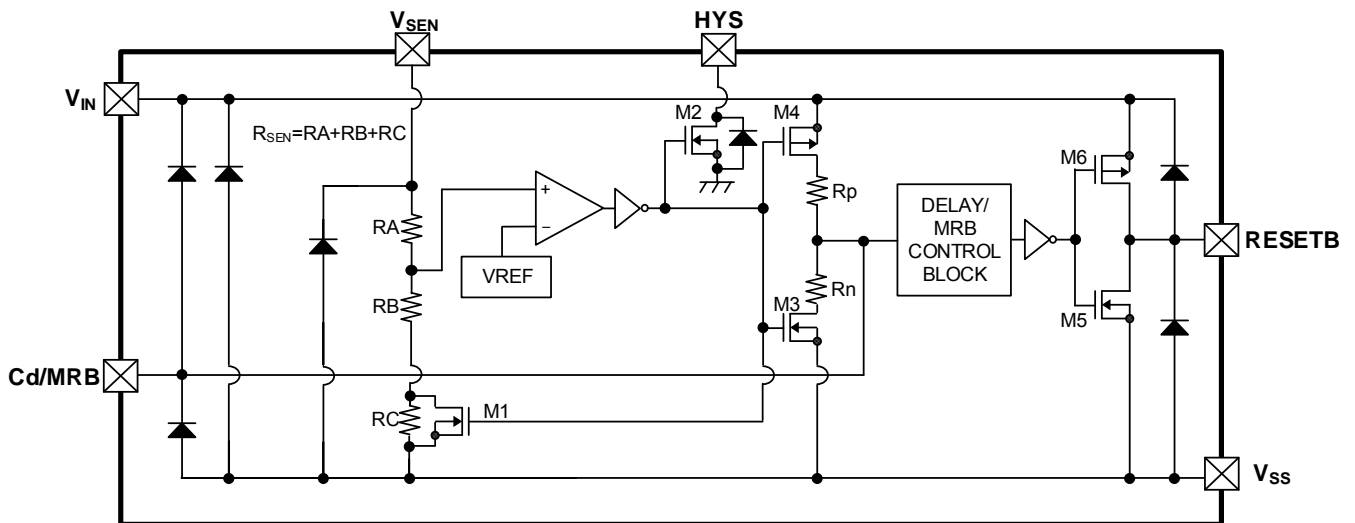 VSEN
HYS
VIN
RSEN=RA+RB+RC
M2
M4
M6
+
Rp
RA
−
DELAY/
MRB
CONTROL
BLOCK
RESETB
VREF
Rn
RB
M3
M5
Cd/MRB
RC
M1
VSS